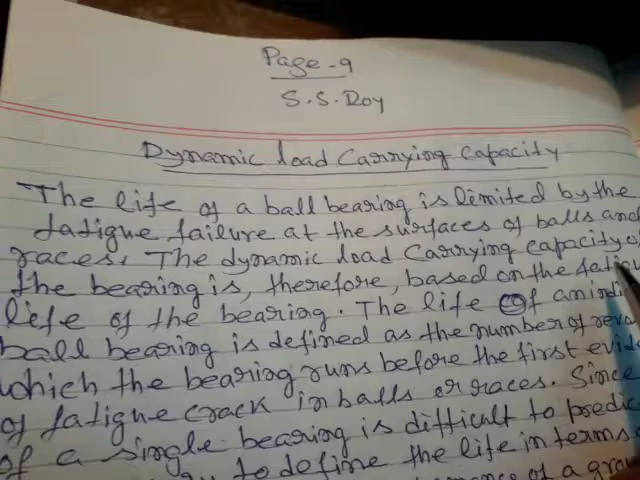 Page-9
S.S. Roy
Dynamic load Carrying Capacity
The life of a ball bearing is limited by the
fatigue failure at the surfaces of balls and
races. The dynamic load Carrying capacity of
the bearing is, therefore, based on the
life of the bearing. The life of an
ball bearing is defined as the number of
which the bearing runs before the first
of fatigue crack in balls or races. Since
of a single bearing is difficult to
to define the life in terms
of a